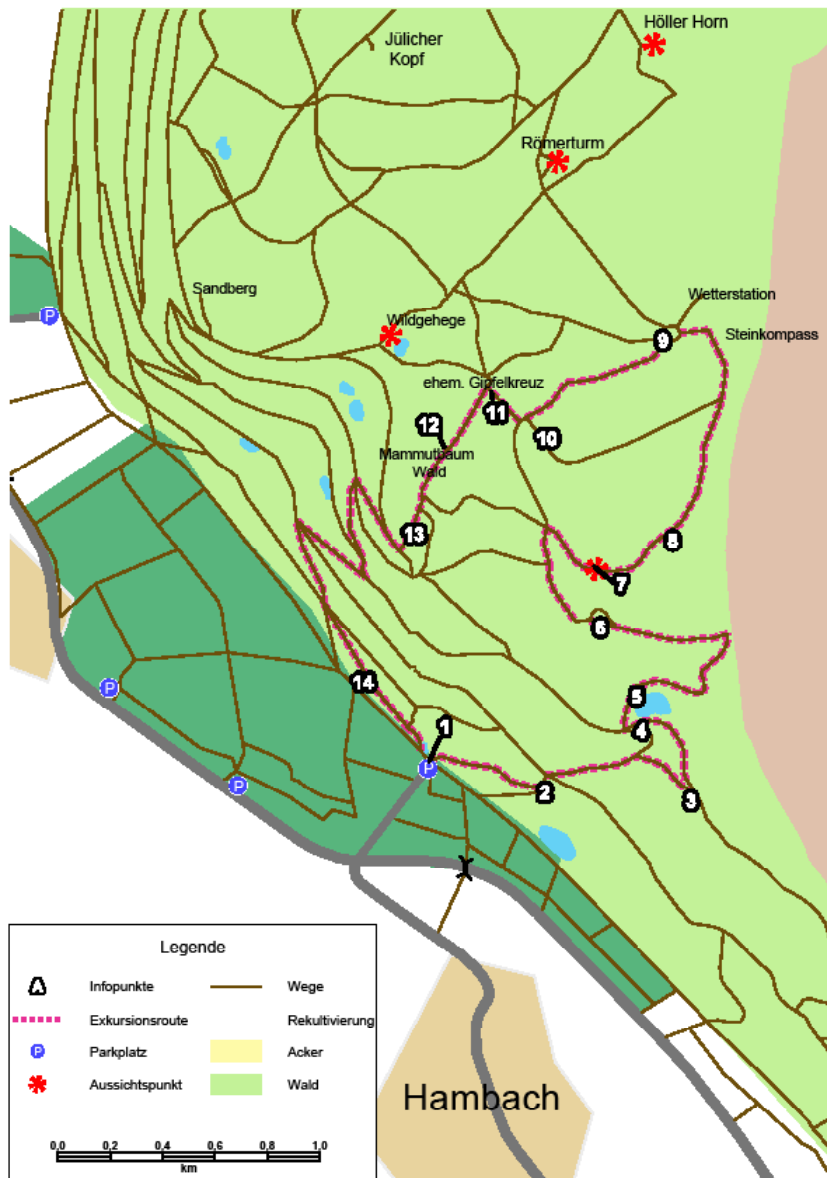 Höller Horn
Jülicher
Kopf
Römerturm
Sandberg
Wetterstation
P
Wildgehege
Steinkompass
9
ehem. Gipfelkreuz
11
12
10
Mammutbaum
Wald
13
8
7
6
14
P
5
4
1
P
2
3
P
Legende
Infopunkte
Wege
Exkursionsroute
Rekultivierung
P
Parkplatz
Acker
Aussichtspunkt
Wald
Hambach
0,0 0,2 0,4 0,6 0,8 1,0
km